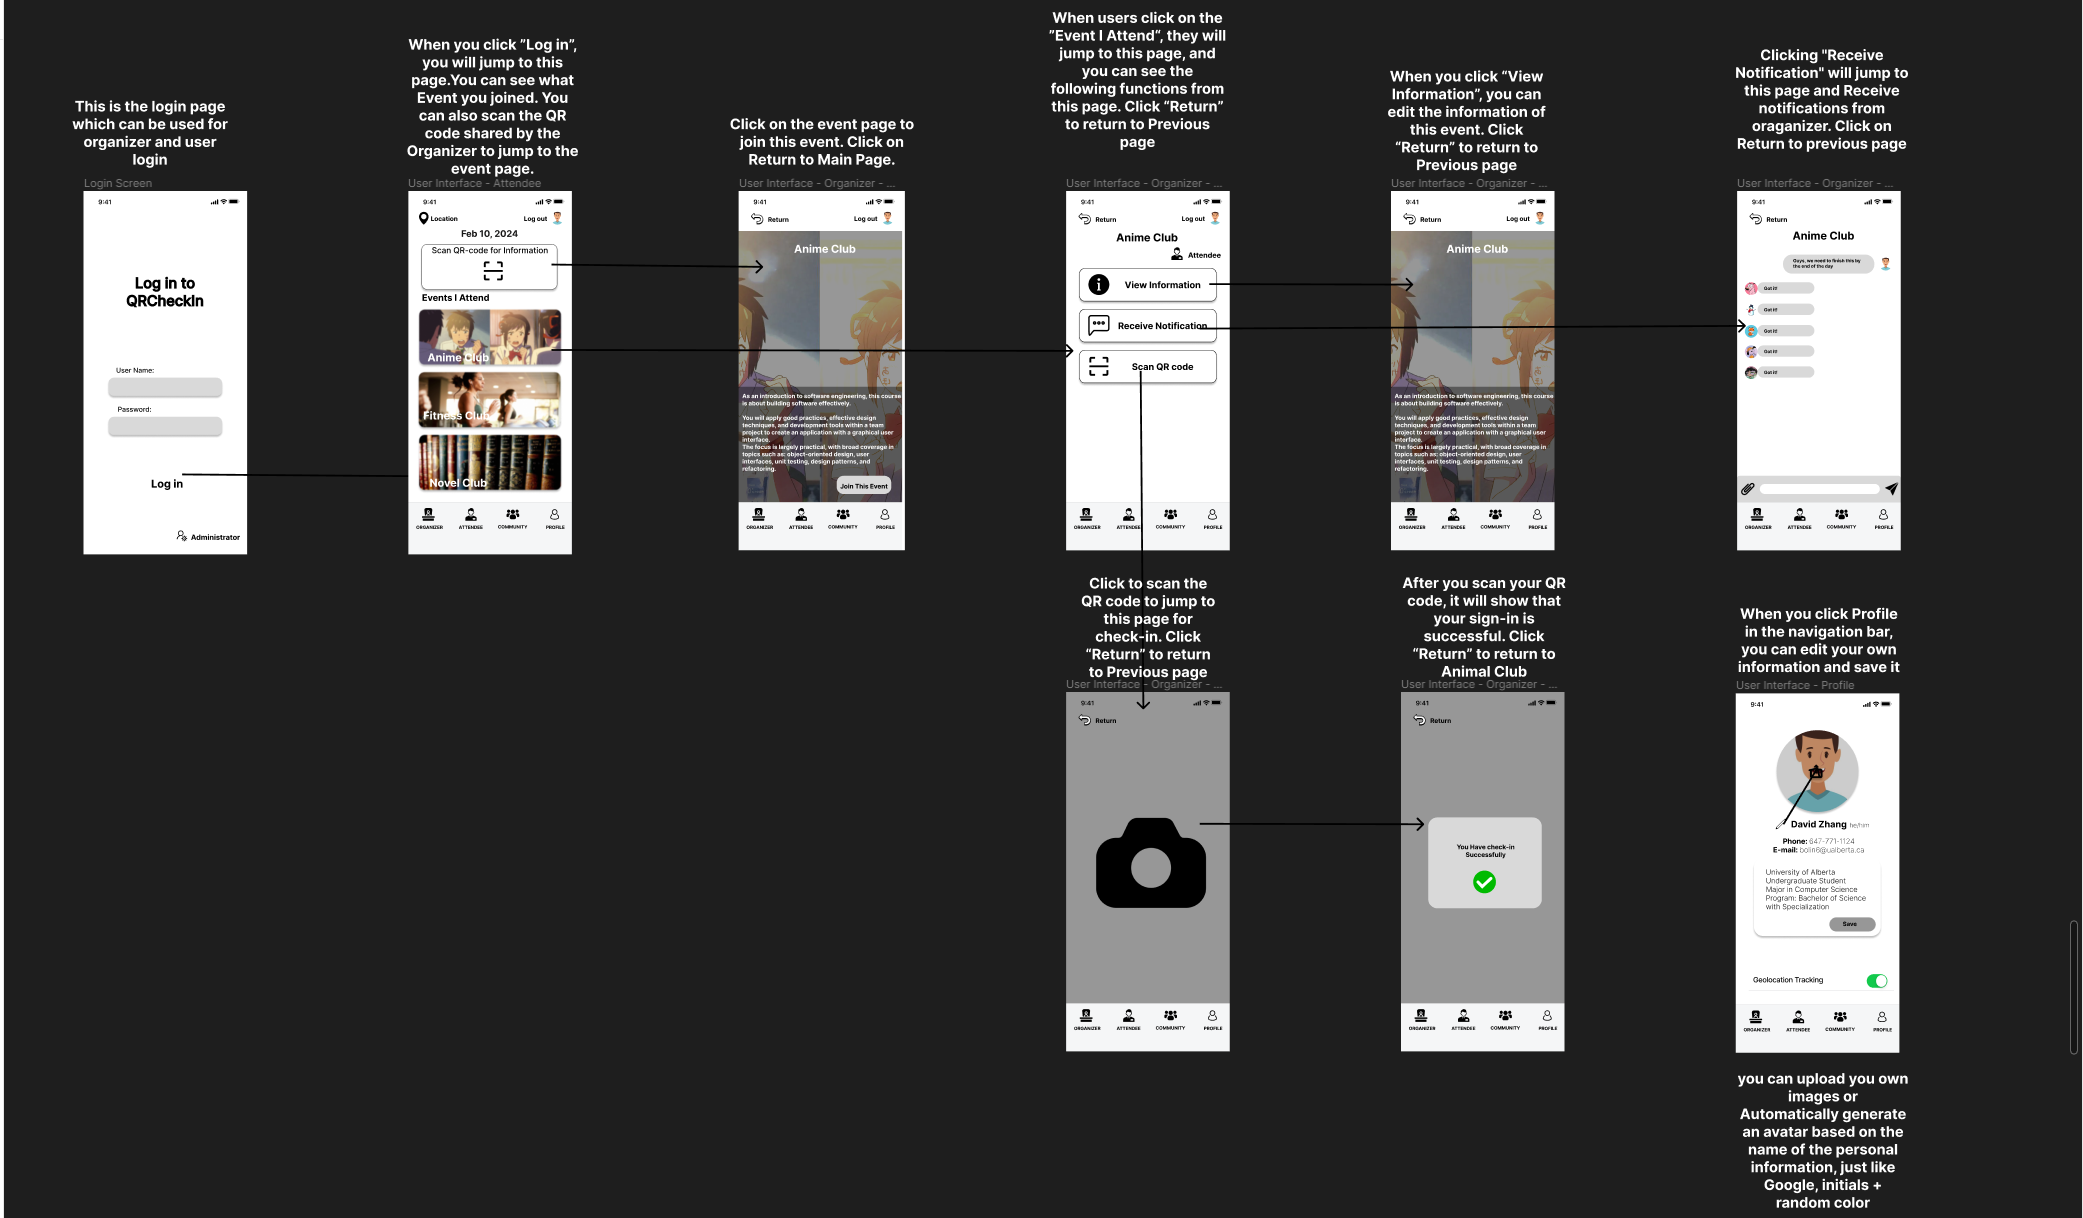 This is the login page
which can be used for
organizer and user
login
Login Screen
9:41
Log in to
QRCheckIn
User Name:
Password:
Log in
Administrator
When you click ”Log in”,
you will jump to this
page.You can see what
Event you joined. You
can also scan the QR
code shared by the
Organizer to jump to the
event page.
User Interface - Attendee
9:41
Location
Log out
Feb 10, 2024
Scan QR-code for Information
Events I Attend
Anime Club
Fitness Club
Novel Club
ORGANIZER
ATTENDEE
COMMUNITY
PROFILE
Click on the event page to
join this event. Click on
Return to Main Page.
User Interface - Organizer - ...
9:41
Return
Log out
Anime Club
As an introduction to software engineering, this course
is about building software effectively.
You will apply good practices, effective design
techniques, and development tools within a team
project to create an application with a graphical user
interface.
The focus is largely practical, with broad coverage in
topics such as: object-oriented design, user
interfaces, unit testing, design patterns, and
refactoring.
Join This Event
ORGANIZER
ATTENDEE
COMMUNITY
PROFILE
When users click on the
”Event I Attend“, they will
jump to this page, and
you can see the
following functions from
this page. Click “Return”
to return to Previous
page
User Interface - Organizer - ...
9:41
Return
Log out
Anime Club
Attendee
View Information
Receive Notification
Scan QR code
ORGANIZER
ATTENDEE
COMMUNITY
PROFILE
When you click “View
Information”, you can
edit the information of
this event. Click
“Return” to return to
Previous page
User Interface - Organizer - ...
9:41
Return
Log out
Anime Club
As an introduction to software engineering, this course
is about building software effectively.
You will apply good practices, effective design
techniques, and development tools within a team
project to create an application with a graphical user
interface.
The focus is largely practical, with broad coverage in
topics such as: object-oriented design, user
interfaces, unit testing, design patterns, and
refactoring.
ORGANIZER
ATTENDEE
COMMUNITY
PROFILE
Clicking "Receive
Notification" will jump to
this page and Receive
notifications from
oraganizer. Click on
Return to previous page
User Interface - Organizer - ...
9:41
Return
Anime Club
Guys, we need to finish this by
the end of the day
Got it!
Got it!
Got it!
Got it!
Got it!
ORGANIZER
ATTENDEE
COMMUNITY
PROFILE
Click to scan the
QR code to jump to
this page for
check-in. Click
“Return” to return
to Previous page
User Interface - Organizer - ...
9:41
Return
ORGANIZER
ATTENDEE
COMMUNITY
PROFILE
After you scan your QR
code, it will show that
your sign-in is
successful. Click
“Return” to return to
Animal Club
User Interface - Organizer - ...
9:41
Return
You Have check-in
Successfully
ORGANIZER
ATTENDEE
COMMUNITY
PROFILE
When you click Profile
in the navigation bar,
you can edit your own
information and save it
User Interface - Profile
9:41
David Zhang he/him
Phone: 647-771-1124
E-mail: bolin6@ualberta.ca
University of Alberta
Undergraduate Student
Major in Computer Science
Program: Bachelor of Science
with Specialization
Save
Geolocation Tracking
ORGANIZER
ATTENDEE
COMMUNITY
PROFILE
you can upload you own
images or
Automatically generate
an avatar based on the
name of the personal
information, just like
Google, initials +
random color